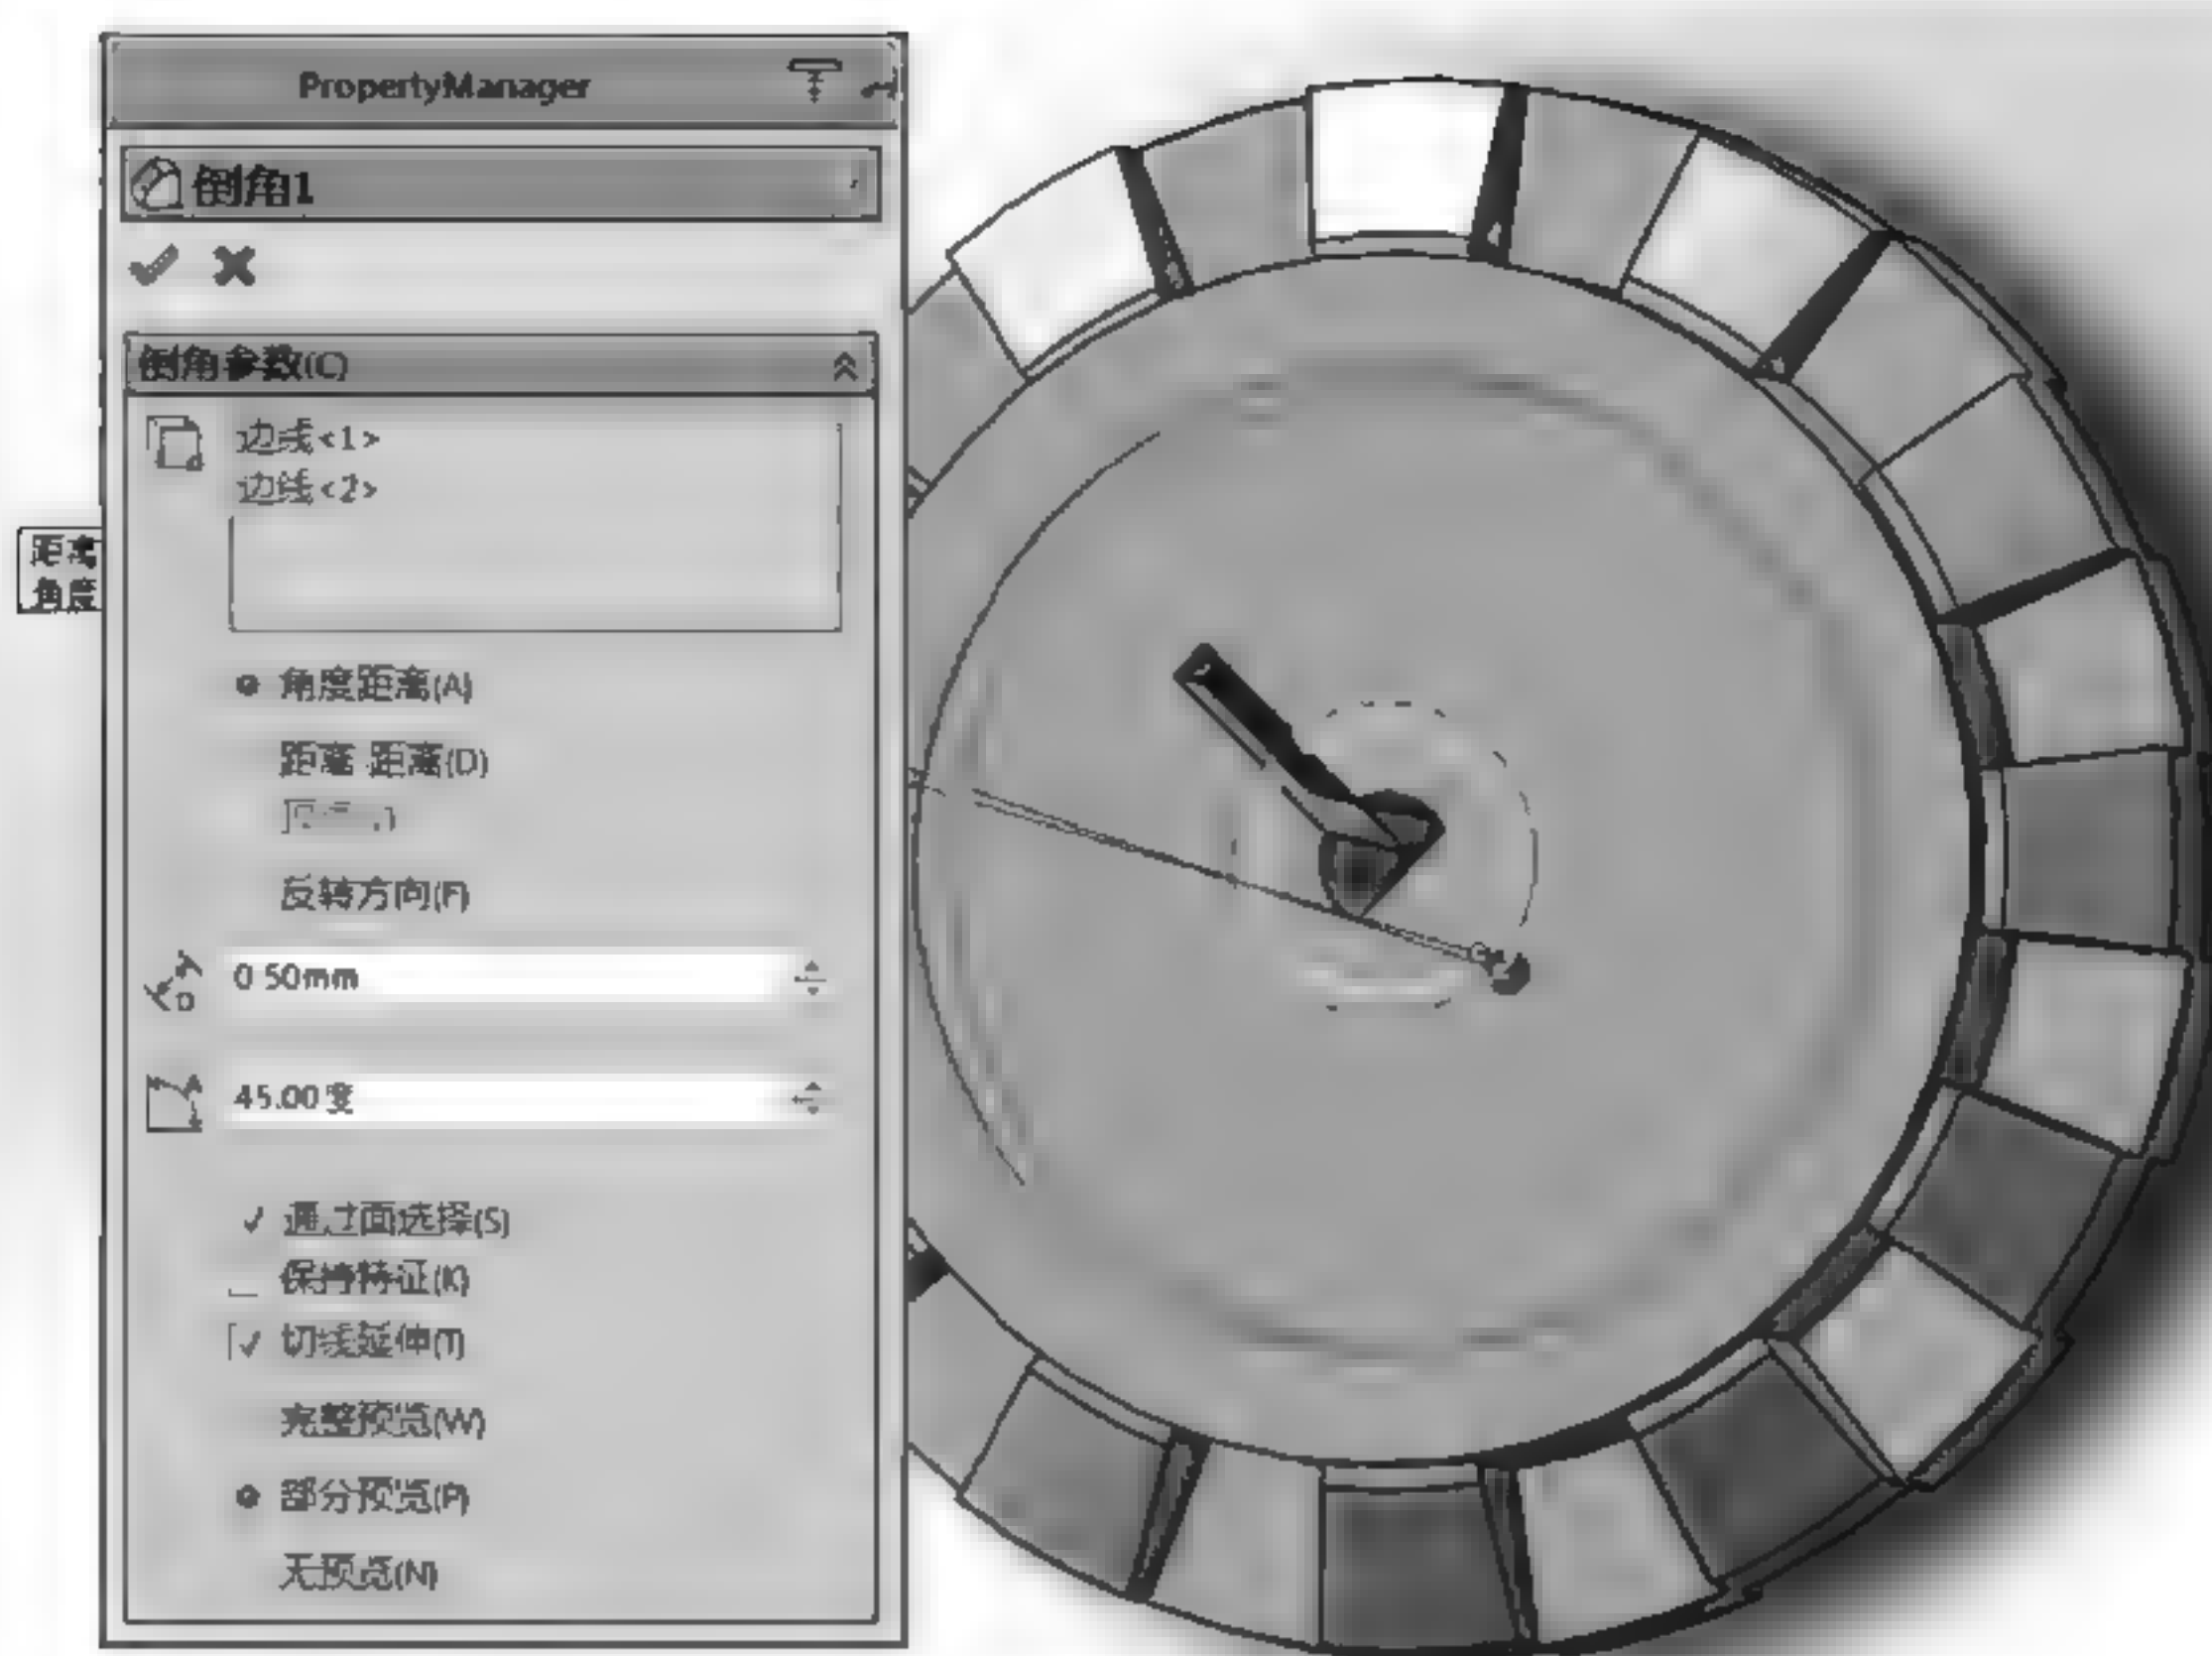 PropertyManager
倒角1
倒角参数(C)
边线<1>
边线<2>
距离
角度
角度距离(A)
距离 距离(D)
反转方向(F)
0 50mm
45.00度
通过面选择(S)
保持特征(K)
切线延伸(T)
完整预览(W)
部分预览(P)
无预览(N)